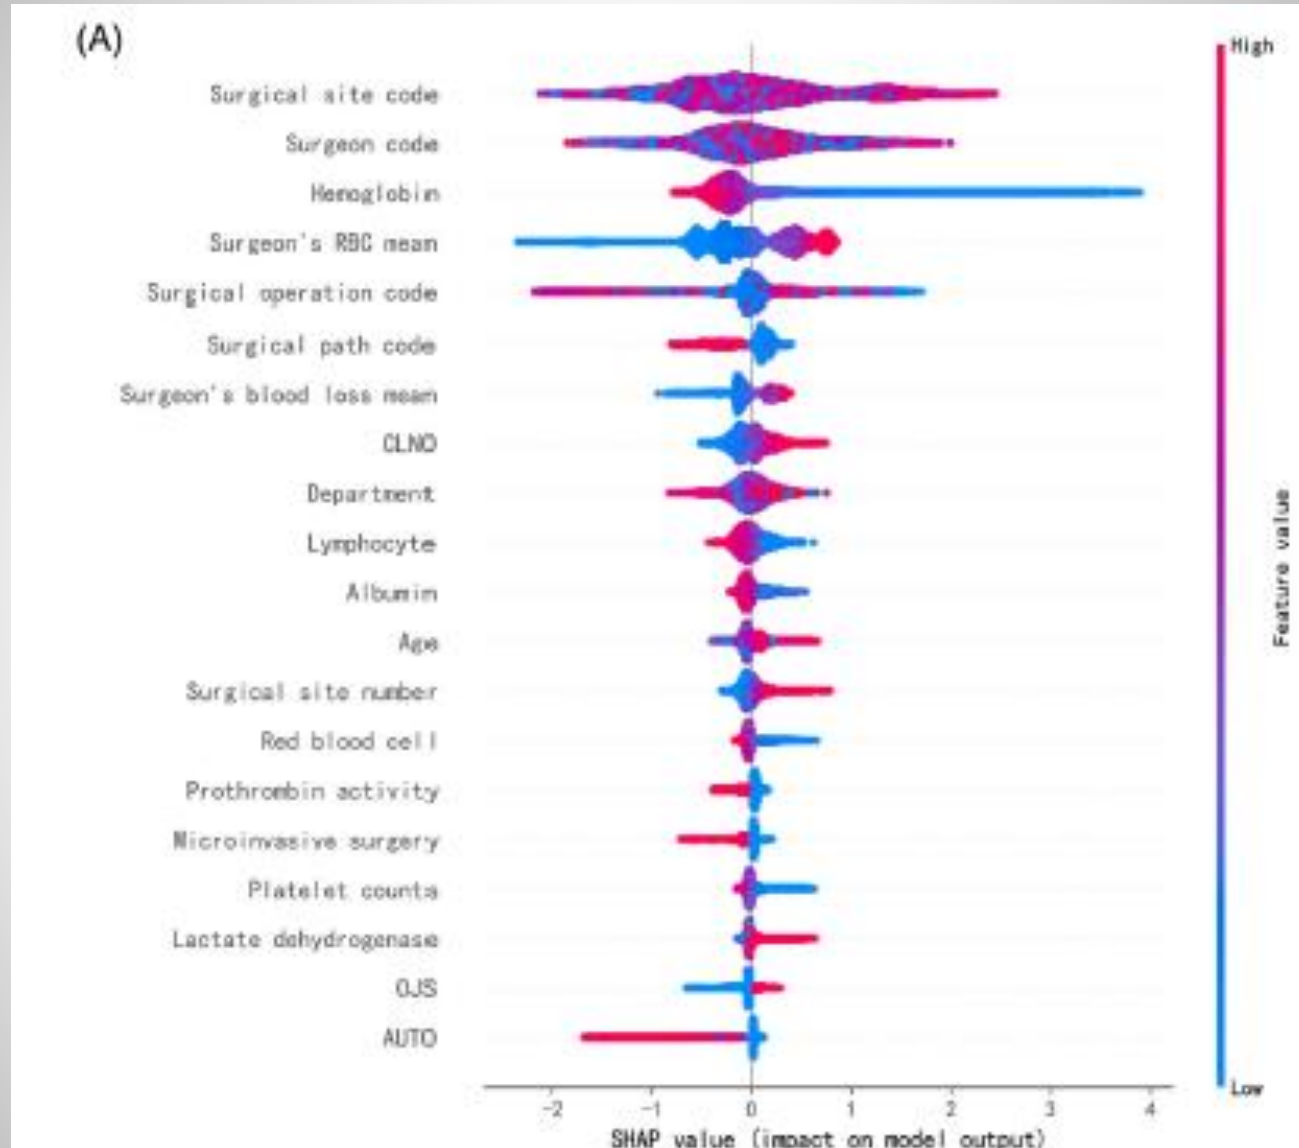 (A)
High
Surgical site code
Surgeon code
Hemoglobin
Surgeon's RBC mean
Surgical operation code
Surgical path code
Surgeon's blood loss mean
CLNO
Department
Lymphocyte
Albumin
Age
Surgical site number
Red blood cell
Prothrombin activity
Microinvasive surgery
Platelet counts
Lactate dehydrogenase
OJS
AUTO
Feature value
Low
-2 -1 0 1 2 3 4
SHAP value (impact on model output)